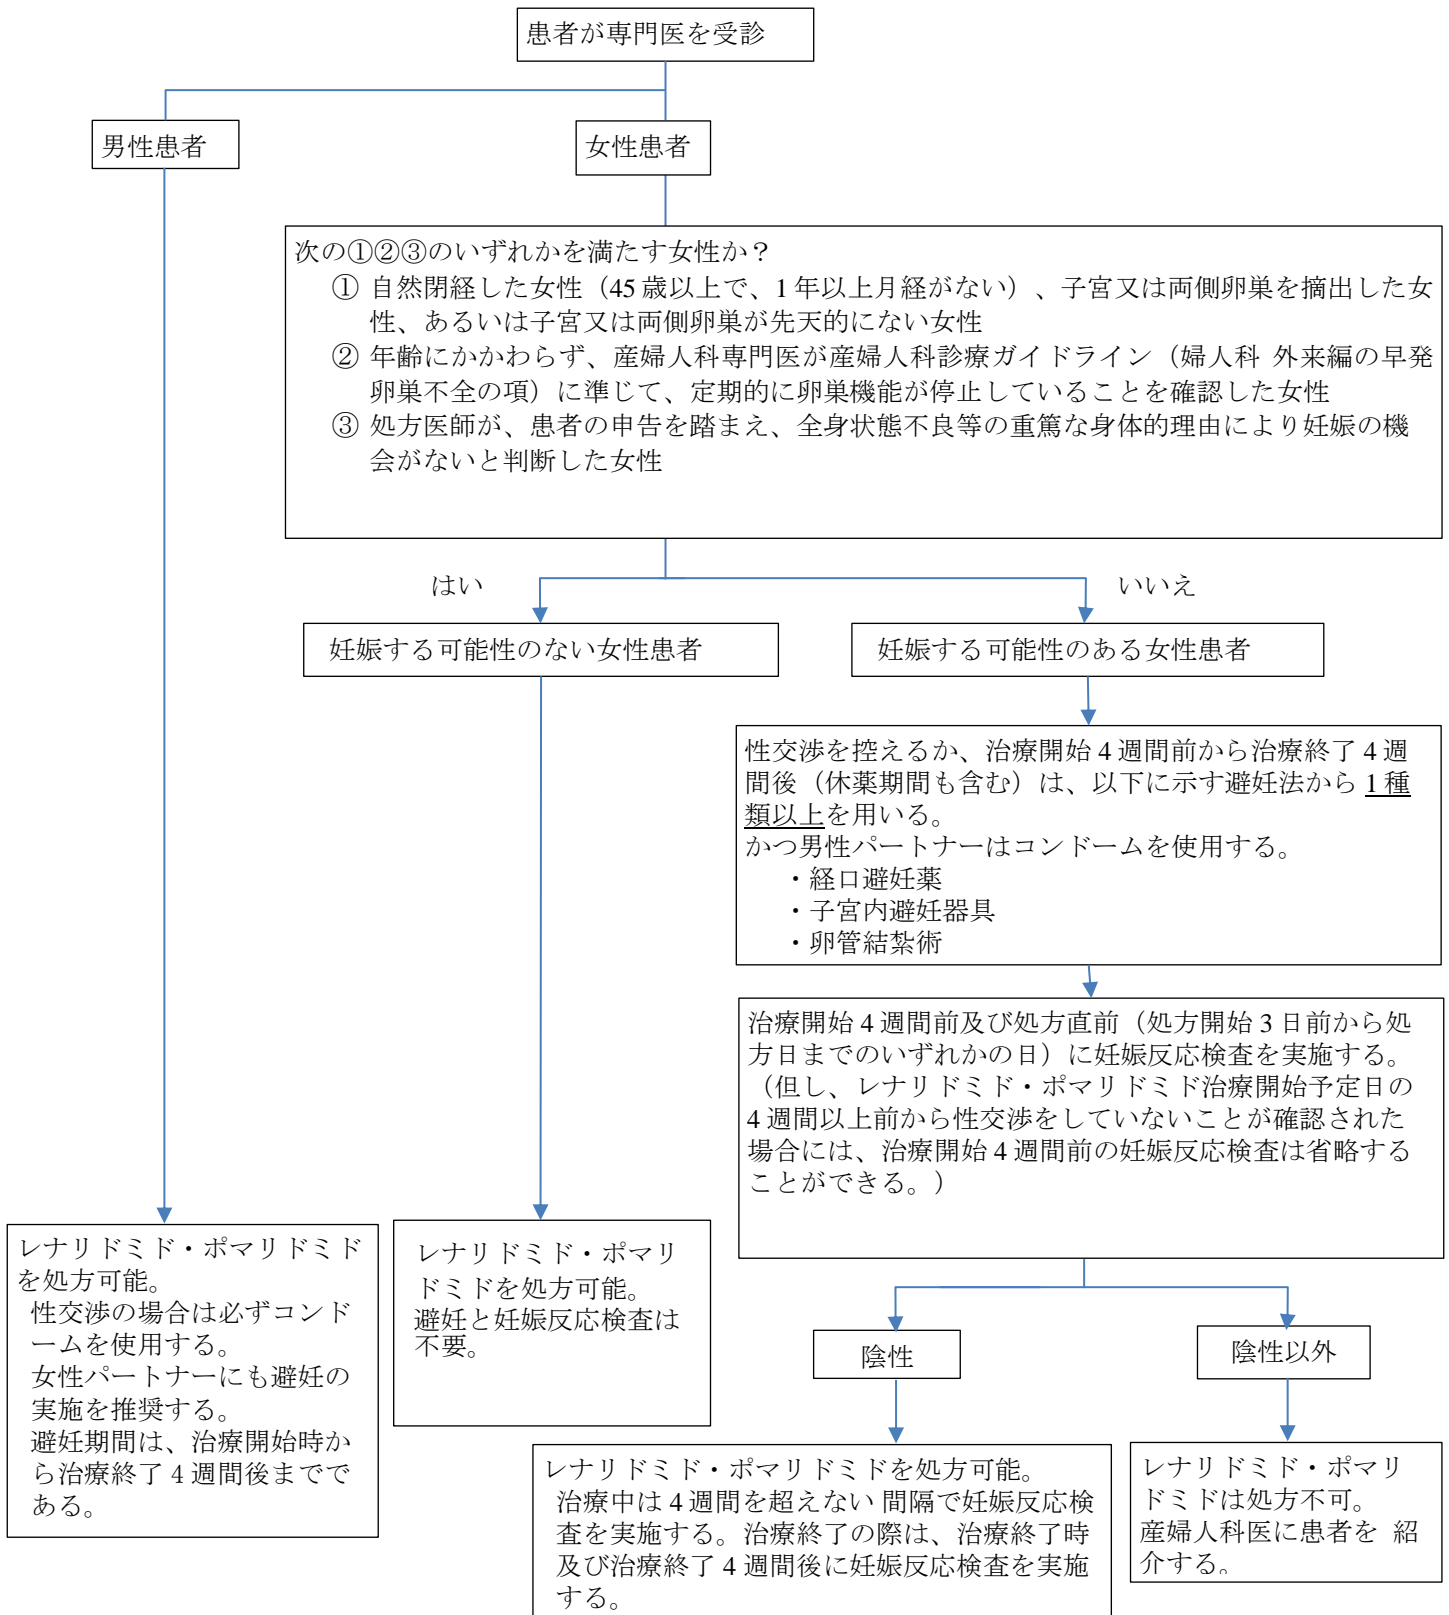 患者が専門医を受診
男性患者
女性患者
次の①②③のいずれかを満たす女性か?
① 自然閉経した女性(45歳以上で、1年以上月経がない)、子宮又は両側卵巣を摘出した女
性、あるいは子宮又は両側卵巣が先天的にない女性
② 年齢にかかわらず、産婦人科専門医が産婦人科診療ガイドライン(婦人科 外来編の早発
卵巣不全の項)に準じて、定期的に卵巣機能が停止していることを確認した女性
③ 処方医師が、患者の申告を踏まえ、全身状態不良等の重篤な身体的理由により妊娠の機
会がないと判断した女性
はい
いいえ
妊娠する可能性のない女性患者
妊娠する可能性のある女性患者
性交渉を控えるか、治療開始4週間前から治療終了4週
間後(休薬期間も含む)は、以下に示す避妊法から1種
類以上を用いる。
かつ男性パートナーはコンドームを使用する。
・経口避妊薬
・子宮内避妊器具
・卵管結紮術
治療開始4週間前及び処方直前(処方開始3日前から処
方日までのいずれかの日)に妊娠反応検査を実施する。
(但し、レナリドミド・ポマリドミド治療開始予定日の
4週間以上前から性交渉をしていないことが確認された
場合には、治療開始4週間前の妊娠反応検査は省略する
ことができる。)
レナリドミド・ポマリドミド
を処方可能。
性交渉の場合は必ずコンド
ームを使用する。
女性パートナーにも避妊の
実施を推奨する。
避妊期間は、治療開始時か
ら治療終了4週間後までで
ある。
レナリドミド・ポマリ
ドミドを処方可能。
避妊と妊娠反応検査は
不要。
陰性
陰性以外
レナリドミド・ポマリドミドを処方可能。
治療中は4週間を超えない 間隔で妊娠反応検
査を実施する。治療終了の際は、治療終了時
及び治療終了4週間後に妊娠反応検査を実施
する。
レナリドミド・ポマリ
ドミドは処方不可。
産婦人科医に患者を 紹
介する。